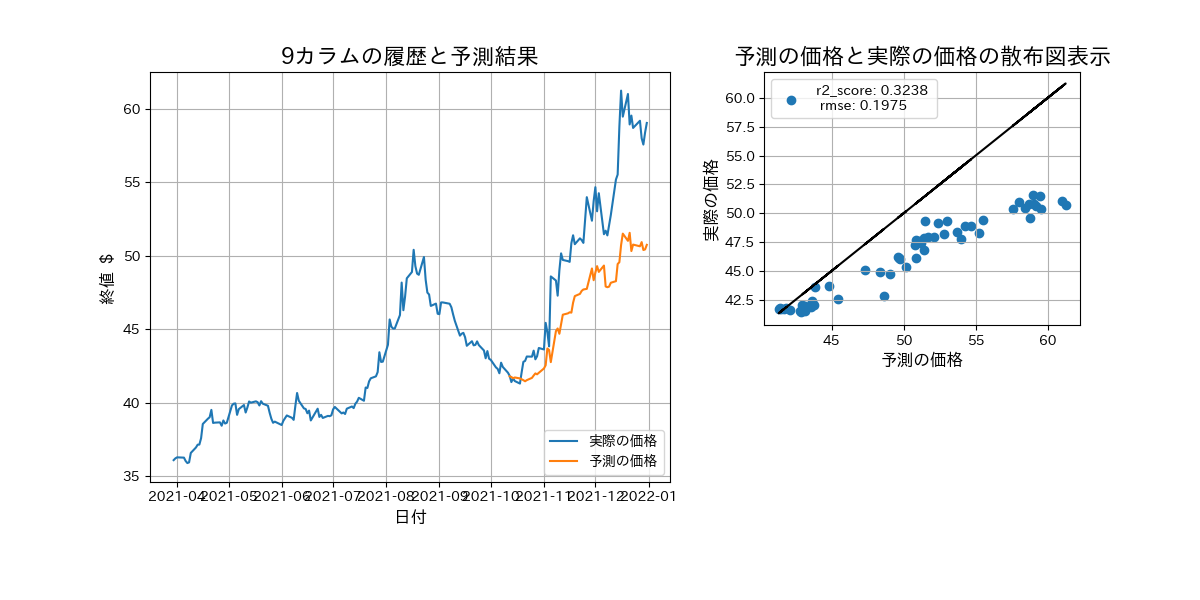 9カラムの履歴と予測結果
60
55
50
45
40
35
終値 $
2021-04 2021-05 2021-06 2021-07 2021-08 2021-09 2021-10 2021-11 2021-12 2022-01
日付
実際の価格
予測の価格
予測の価格と実際の価格の散布図表示
r2_score: 0.3238
rmse: 0.1975
60.0
57.5
55.0
52.5
50.0
47.5
45.0
42.5
実際の価格
45 50 55 60
予測の価格